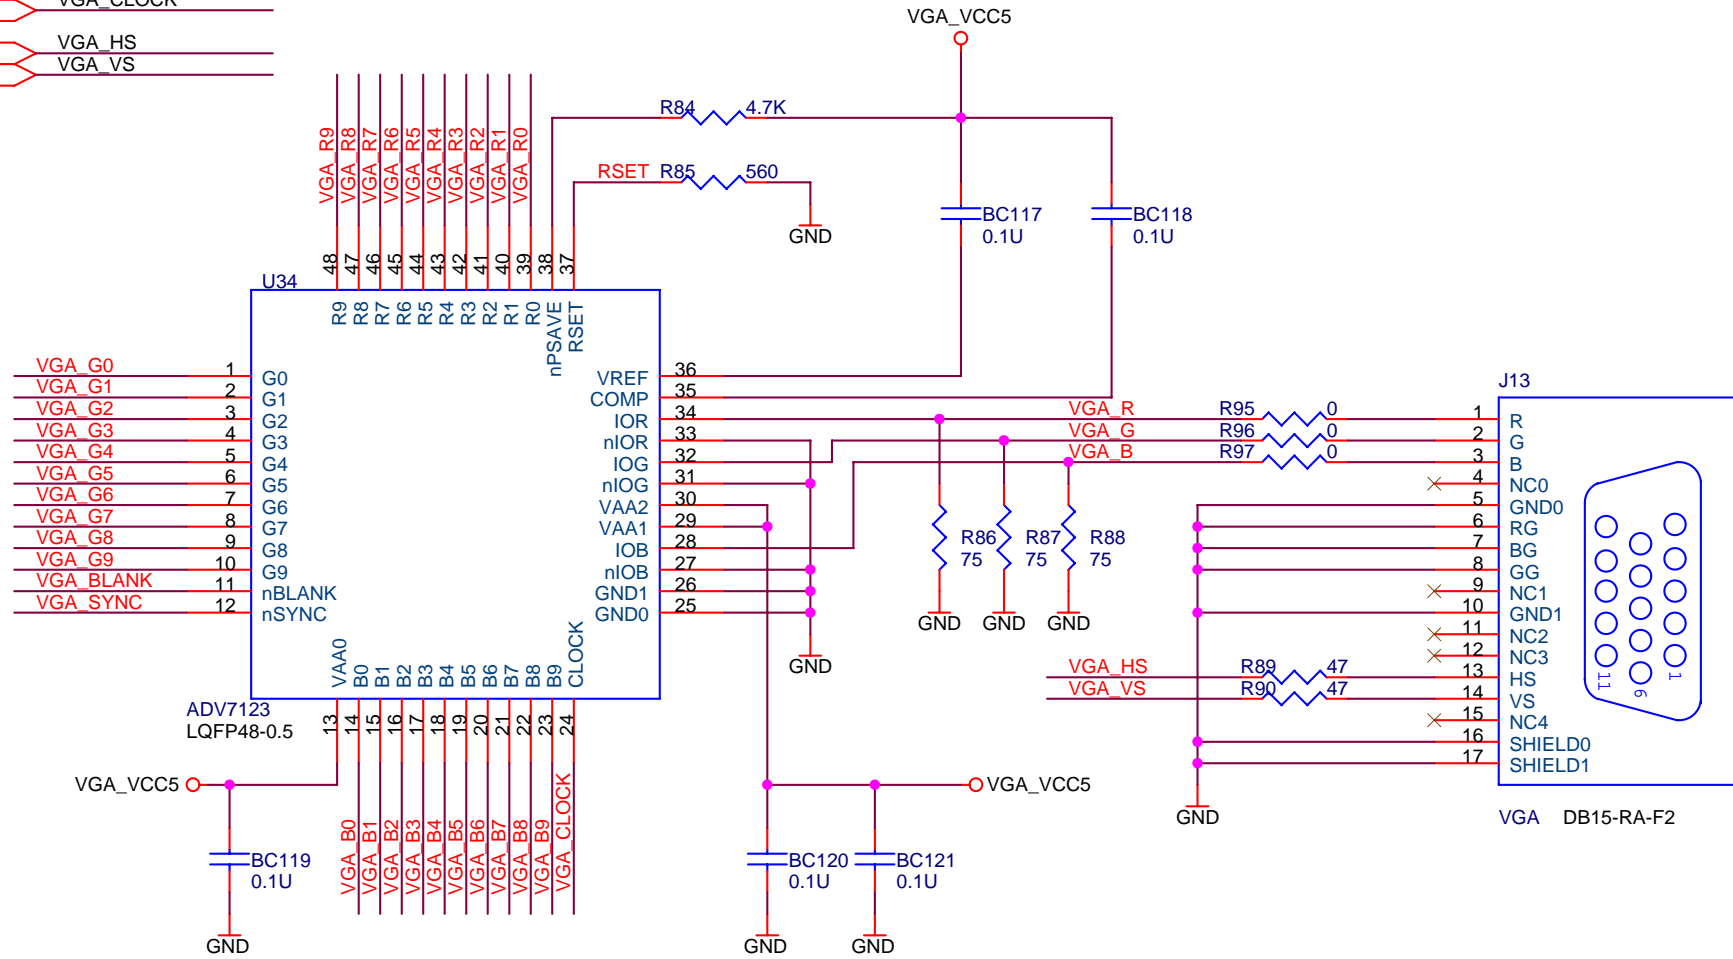 VGA_CLOCK
VGA_HS
VGA_VS
VGA_VCC5
R84 4.7K
RSET R85 560
GND
BC117
0.1U
BC118
0.1U
VGA_R9
VGA_R8
VGA_R7
VGA_R6
VGA_R5
VGA_R4
VGA_R3
VGA_R2
VGA_R1
VGA_R0
48 47 46 45 44 43 42 41 40 39 38 37
U34
R9 R8 R7 R6 R5 R4 R3 R2 R1 R0 nPSAVE RSET
VGA_G0 1 G0
VGA_G1 2 G1
VGA_G2 3 G2
VGA_G3 4 G3
VGA_G4 5 G4
VGA_G5 6 G5
VGA_G6 7 G6
VGA_G7 8 G7
VGA_G8 9 G8
VGA_G9 10 G9
VGA_BLANK 11 nBLANK
VGA_SYNC 12 nSYNC
VREF 36
COMP 35
IOR 34
nIOR 33
IOG 32
nIOG 31
VAA2 30
VAA1 29
IOB 28
nIOB 27
GND1 26
GND0 25
VAA0 B0 B1 B2 B3 B4 B5 B6 B7 B8 B9 CLOCK
13 14 15 16 17 18 19 20 21 22 23 24
ADV7123
LQFP48-0.5
VGA_B0
VGA_B1
VGA_B2
VGA_B3
VGA_B4
VGA_B5
VGA_B6
VGA_B7
VGA_B8
VGA_B9
VGA_CLOCK
VGA_VCC5
BC119
0.1U
GND
GND
VGA_VCC5
BC120
0.1U
BC121
0.1U
GND
GND
VGA_R R95 0
VGA_G R96 0
VGA_B R97 0
R86
75
R87
75
R88
75
GND GND GND
VGA_HS R89 47
VGA_VS R90 47
GND
J13
1 R
2 G
3 B
4 NC0
5 GND0
6 RG
7 BG
8 GG
9 NC1
10 GND1
11 NC2
12 NC3
13 HS
14 VS
15 NC4
16 SHIELD0
17 SHIELD1
11 6 1
VGA DB15-RA-F2